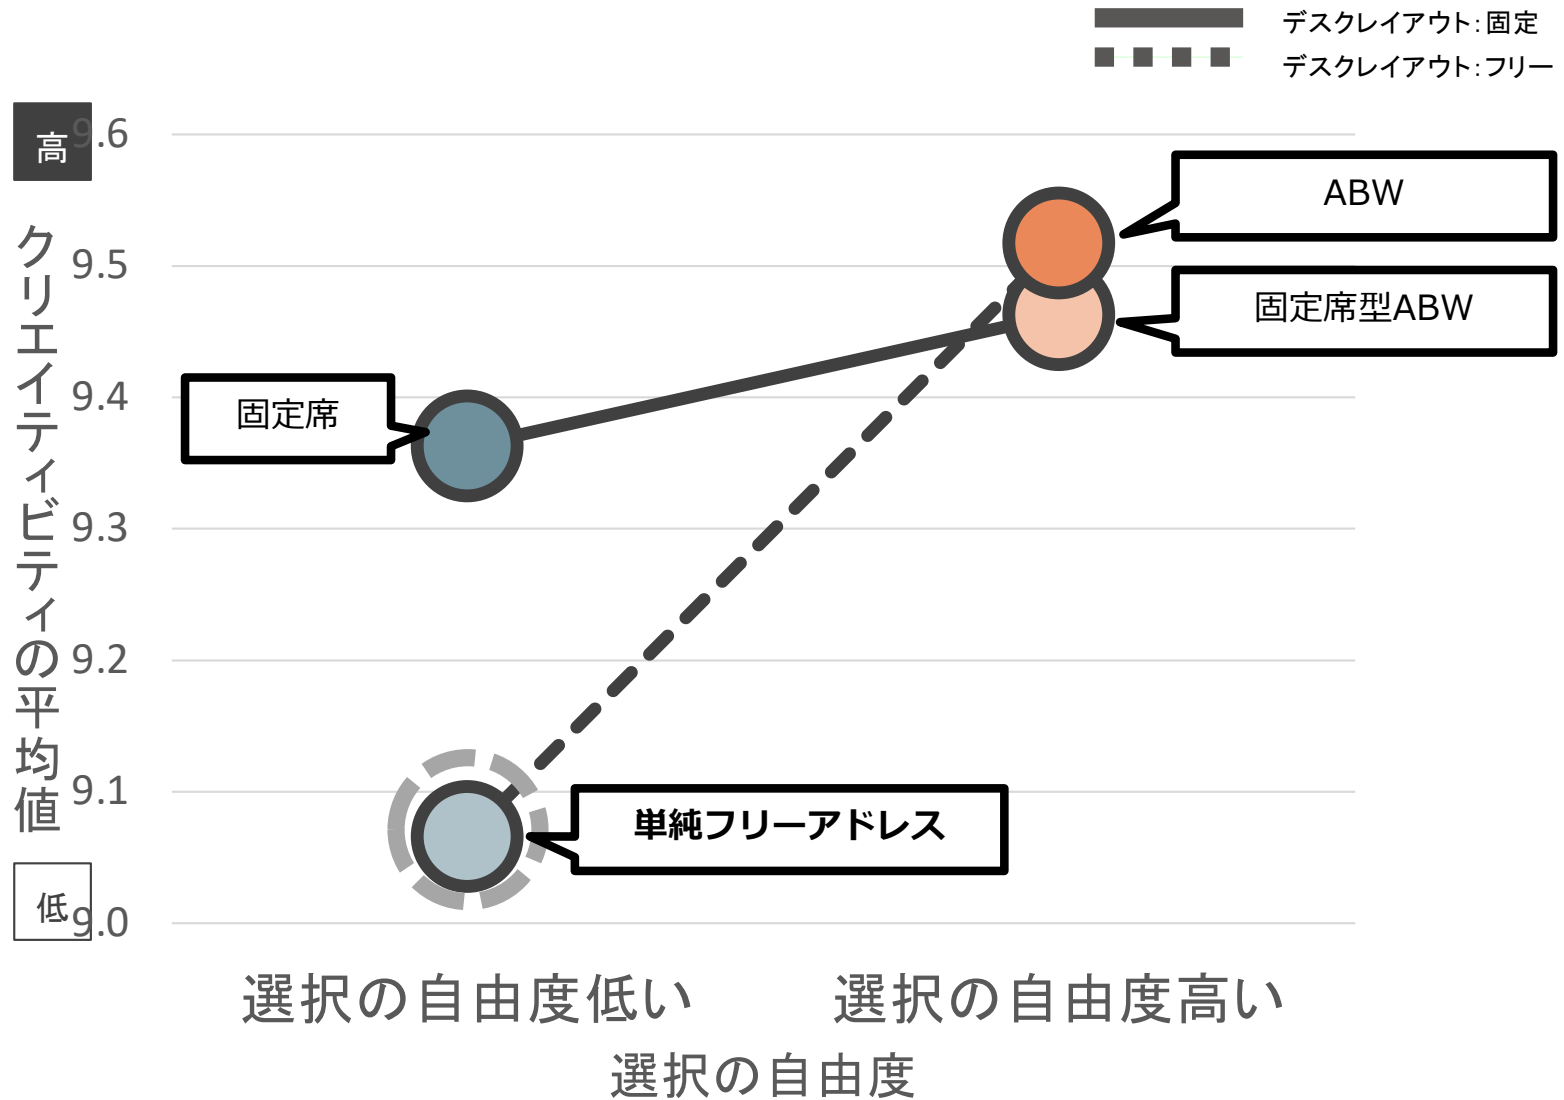 デスクレイアウト:固定
デスクレイアウト:フリー
高
9.6
ABW
クリエイティビティの平均値
9.5
固定席型ABW
9.4
固定席
9.3
9.2
9.1
単純フリーアドレス
低
9.0
選択の自由度低い
選択の自由度高い
選択の自由度